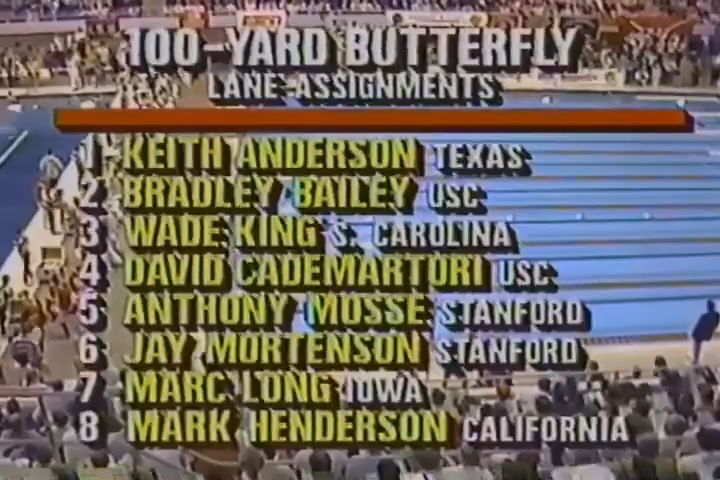 100-YARD BUTTERFLY
LANE ASSIGNMENTS
1 KEITH ANDERSON TEXAS
2 BRADLEY BAILEY USC
3 WADE KING S. CAROLINA
4 DAVID CADEMARTORI USC
5 ANTHONY MOSSE STANFORD
6 JAY MORTENSON STANFORD
7 MARC LONG IOWA
8 MARK HENDERSON CALIFORNIA